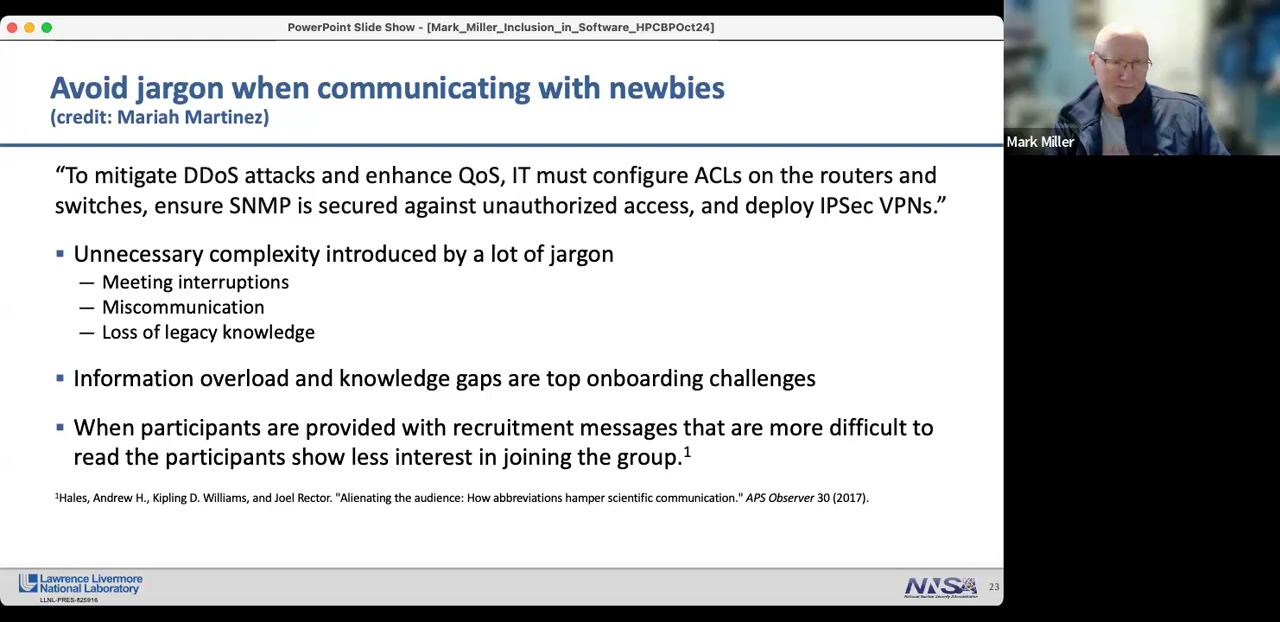 PowerPoint Slide Show - [Mark_Miller_Inclusion_in_Software_HPCBPOct24]
Avoid jargon when communicating with newbies
(credit: Mariah Martinez)
“To mitigate DDoS attacks and enhance QoS, IT must configure ACLs on the routers and
switches, ensure SNMP is secured against unauthorized access, and deploy IPSec VPNs.”
▪ Unnecessary complexity introduced by a lot of jargon
— Meeting interruptions
— Miscommunication
— Loss of legacy knowledge
▪ Information overload and knowledge gaps are top onboarding challenges
▪ When participants are provided with recruitment messages that are more difficult to
read the participants show less interest in joining the group.¹
¹Hales, Andrew H., Kipling D. Williams, and Joel Rector. "Alienating the audience: How abbreviations hamper scientific communication." APS Observer 30 (2017).
Lawrence Livermore
National Laboratory
LLNL-PRES-825916
NNSA
National Nuclear Security Administration
23
Mark Miller